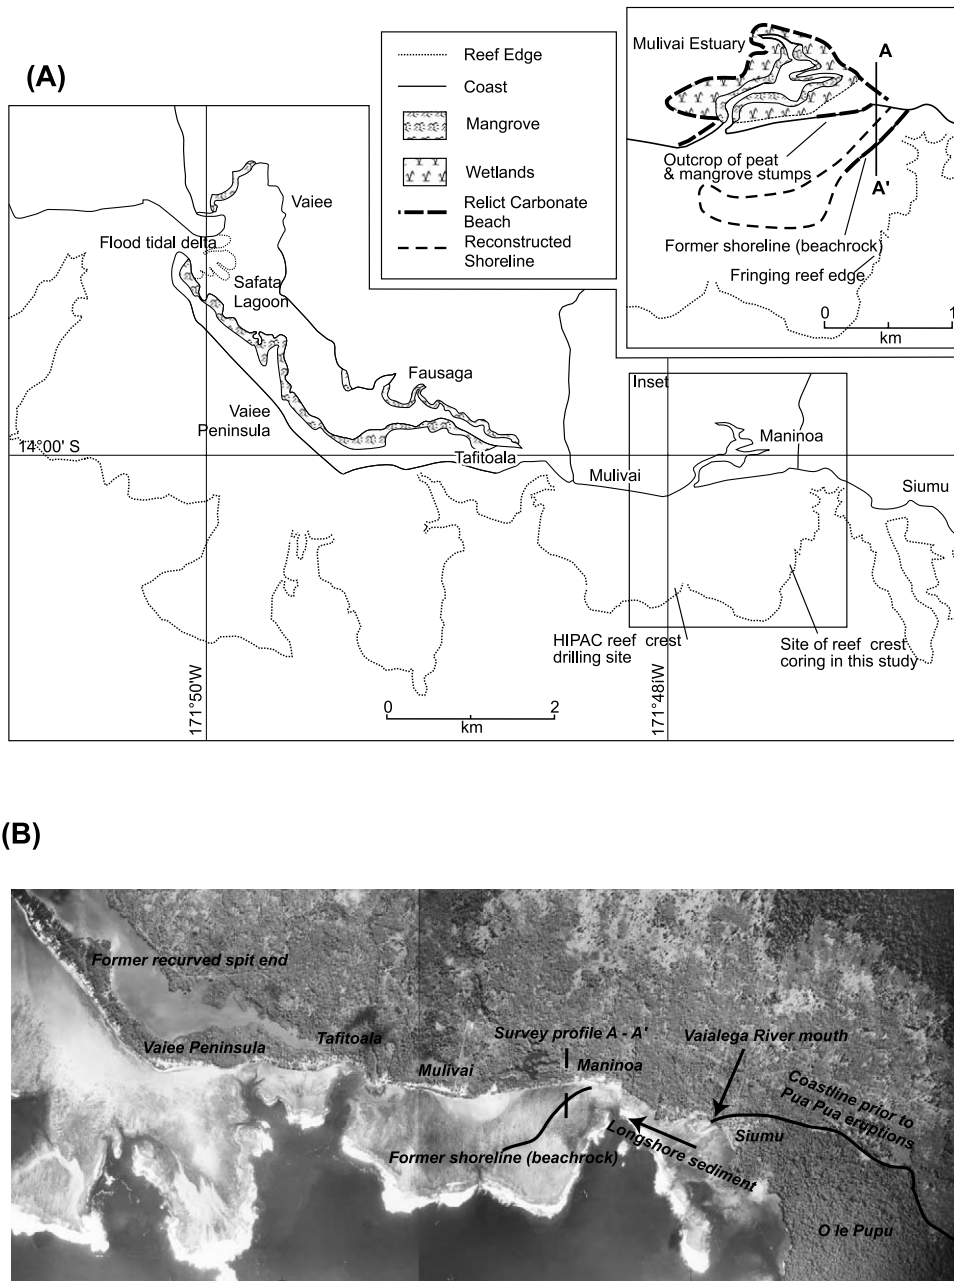 (A)
Reef Edge
Coast
Mangrove
Wetlands
Relict Carbonate
Beach
Reconstructed
Shoreline
Mulivai Estuary
A
Outcrop of peat
& mangrove stumps
A'
Former shoreline (beachrock)
Fringing reef edge
0 1
km
Vaiee
Flood tidal delta
Safata
Lagoon
Fausaga
Vaiee
Peninsula
Inset
Maninoa
14°00' S
Tafitoala
Mulivai
Siumu
HIPAC reef crest
drilling site
Site of reef crest
coring in this study
171°50'W
171°48iW
0 2
km
(B)
Former recurved spit end
Survey profile A - A'
Vaialega River mouth
Tafitoala
Vaiee Peninsula
Mulivai
Maninoa
Coastline prior to
Pua Pua eruptions
Siumu
Longshore sediment
Former shoreline (beachrock)
O le Pupu